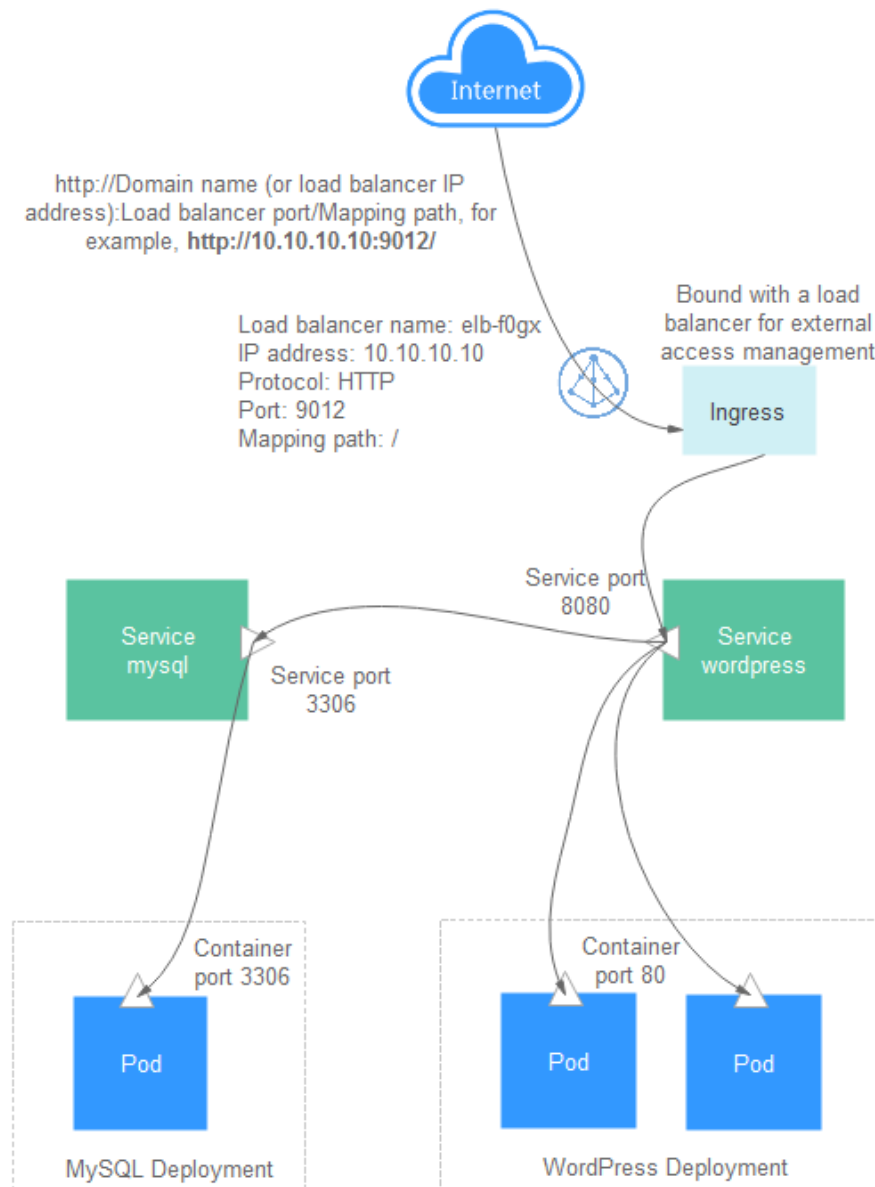 Internet
http://Domain name (or load balancer IP
address):Load balancer port/Mapping path, for
example, http://10.10.10.10:9012/
Bound with a load
balancer for external
access management
Load balancer name: elb-f0gx
IP address: 10.10.10.10
Protocol: HTTP
Port: 9012
Mapping path: /
Ingress
Service port
8080
Service
mysql
Service
wordpress
Service port
3306
Container
port 3306
Container
port 80
Pod
Pod
Pod
MySQL Deployment
WordPress Deployment